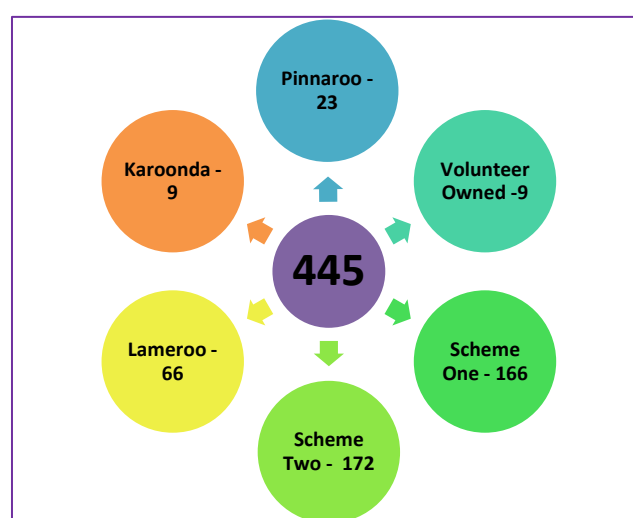 Pinnaroo -
23
Karoonda -
9
Volunteer
Owned -9
445
Lameroo -
66
Scheme
One - 166
Scheme
Two - 172